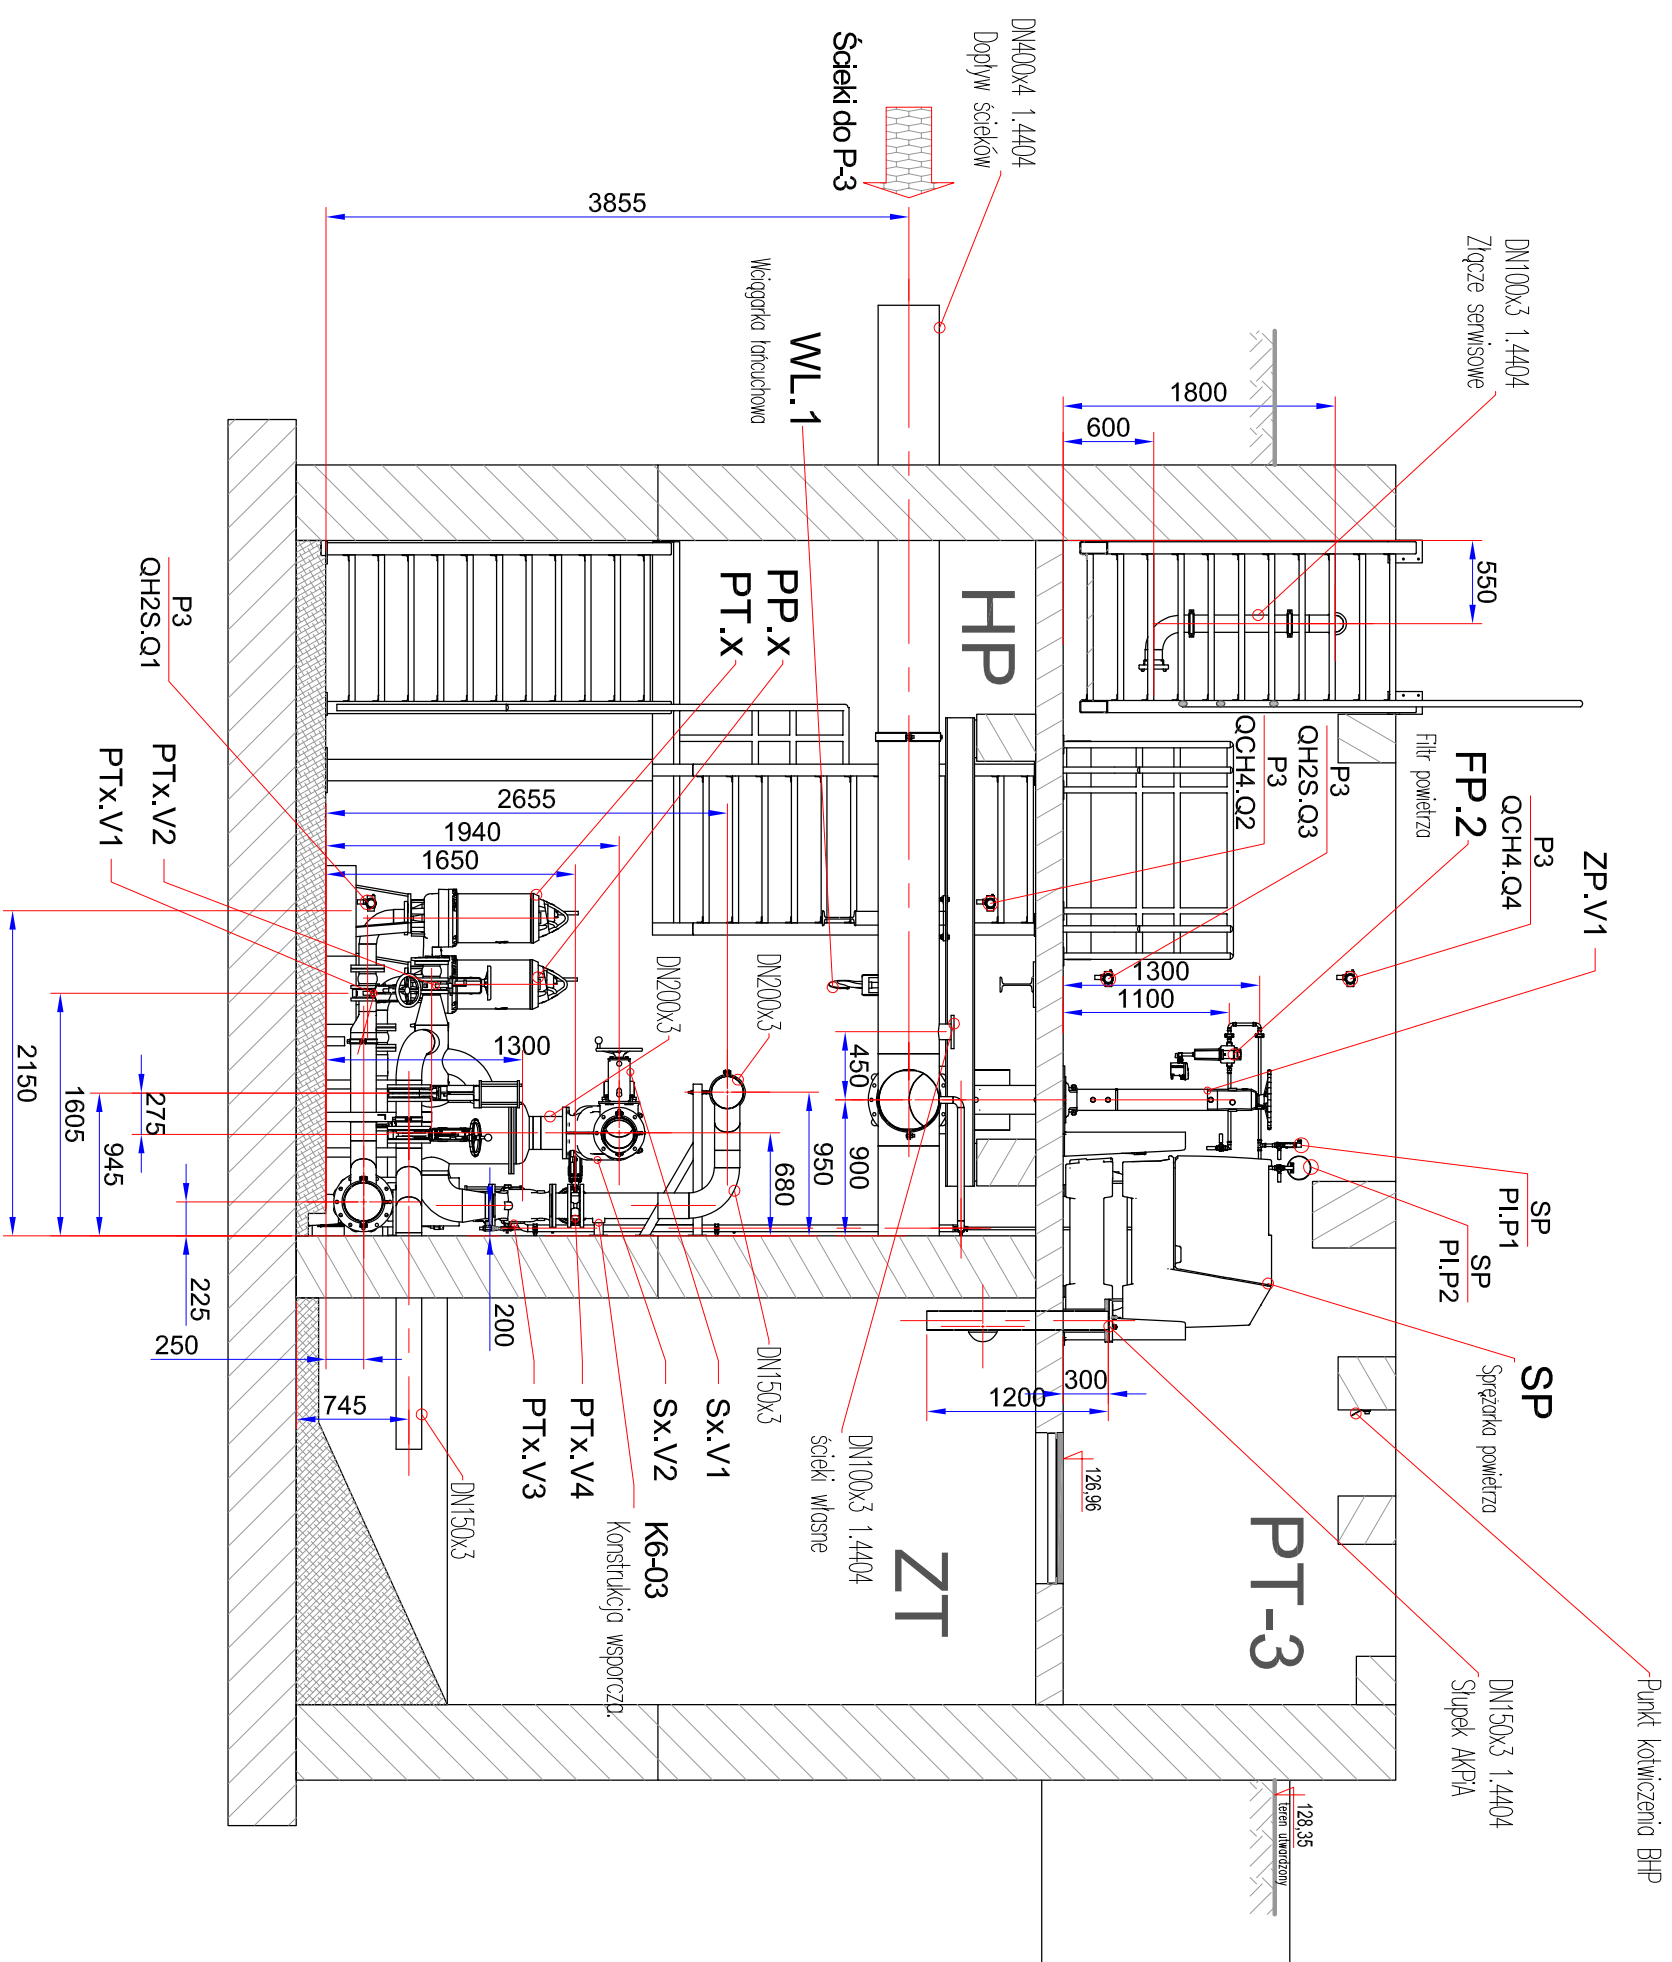 Punkt kotwiczenia BHP
ZP.V1
P3
QCH4.Q4
FP.2
Filtr powietrza
P3
QH2S.Q3
P3
QCH4.Q2
DN100x3 1.4404
Złącze serwisowe
550
1800
600
1300
1100
SP
PI.P1
SP
PI.P2
SP
Sprężarka powietrza
DN150x3 1.4404
Słupek AKPiA
PT-3
128,35
teren utwardzony
126,96
300
1200
DN400x4 1.4404
Dopływ ścieków
Ścieki do P-3
3855
HP
WL.1
Wciągarka łańcuchowa
450
900
950
680
DN100x3 1.4404
ścieki własne
ZT
PP.x
PT.x
2655
1940
1650
1300
DN200x3
DN200x3
DN150x3
Sx.V1
Sx.V2
K6-03
Konstrukcja wsporcza.
PTx.V4
PTx.V3
DN150x3
200
745
P3
QH2S.Q1
PTx.V2
PTx.V1
2150
1605
275
945
225
250